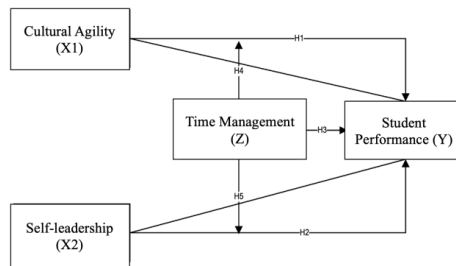 Cultural Agility
(X1)
H1
H4
Time Management
(Z)
H3
Student
Performance (Y)
H5
Self-leadership
(X2)
H2